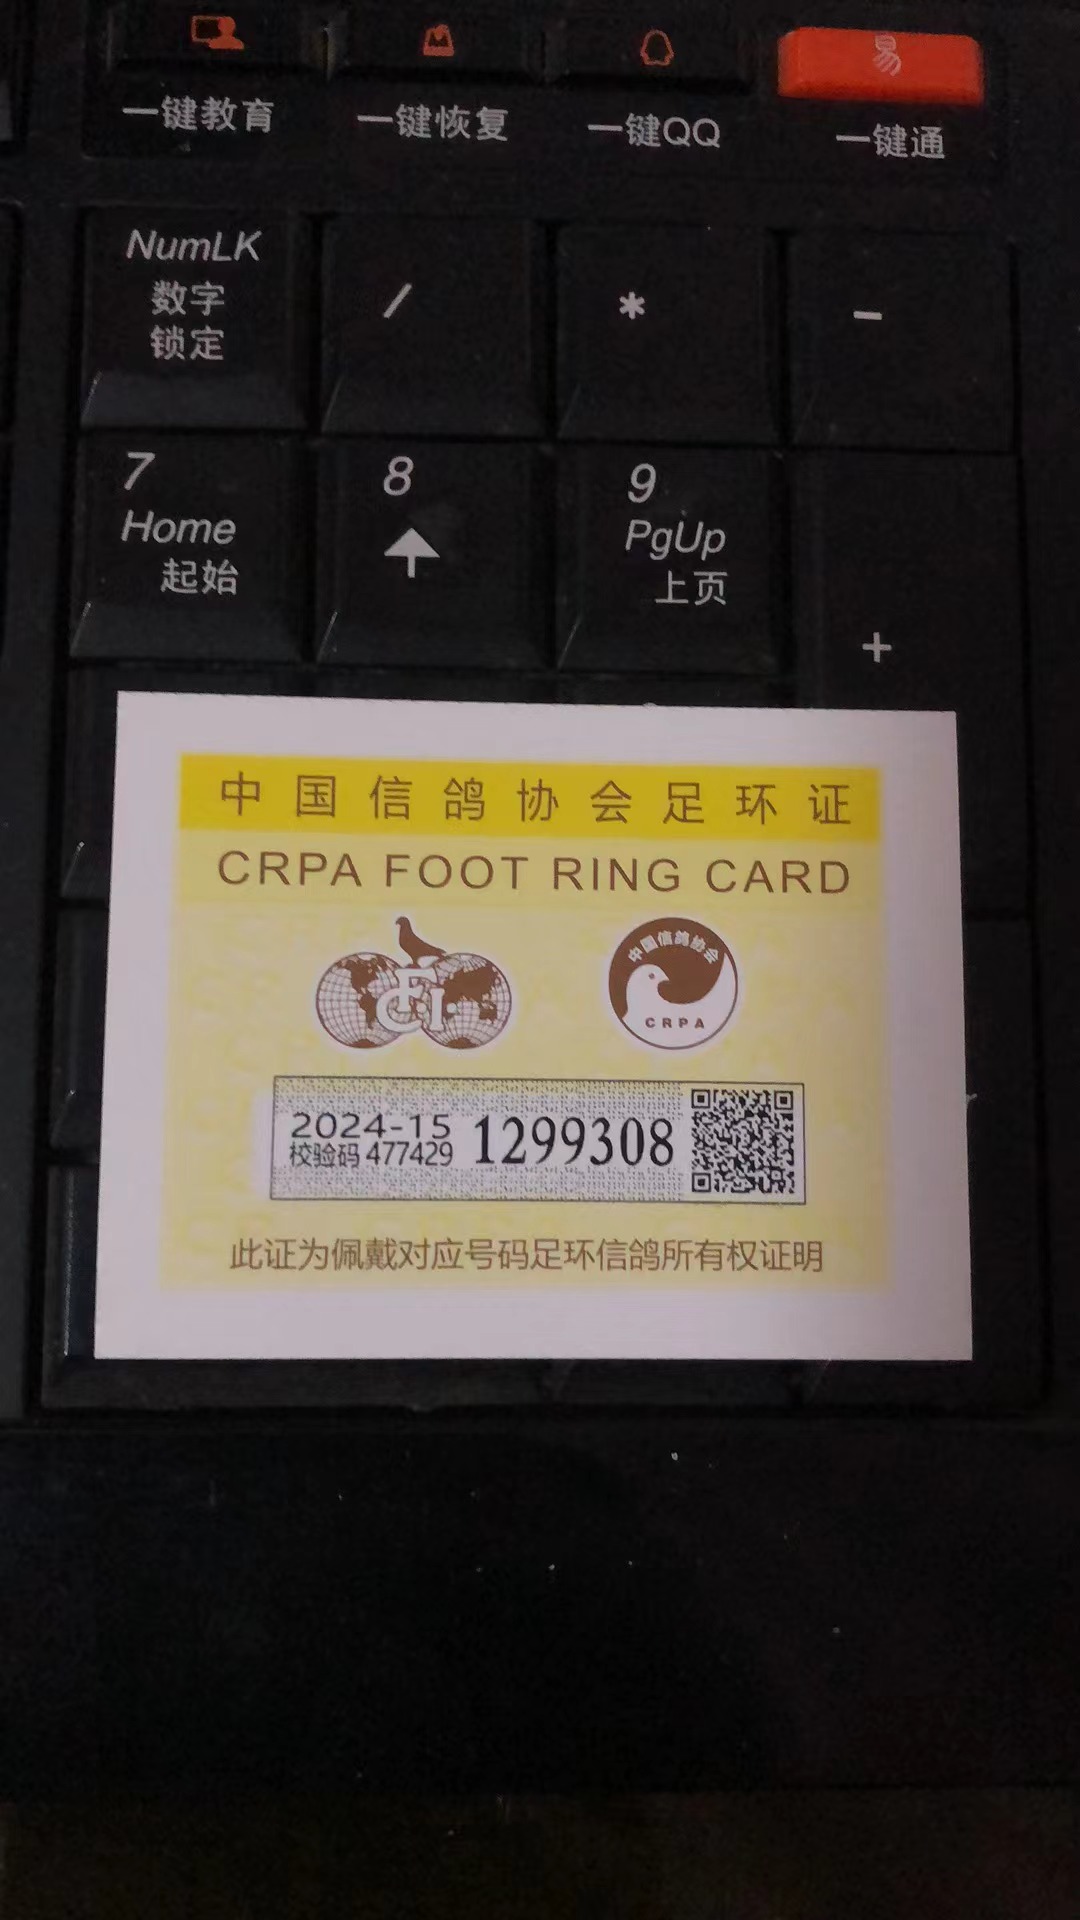 易
一键教育 一键恢复 一键QQ 一键通
NumLK
数字
锁定
/
*
-
7
Home
起始
8
9
PgUp
上页
+
中国信鸽协会足环证
CRPA FOOT RING CARD
FCI
中国信鸽协会
CRPA
2024-15
校验码 477429
1299308
此证为佩戴对应号码足环信鸽所有权证明